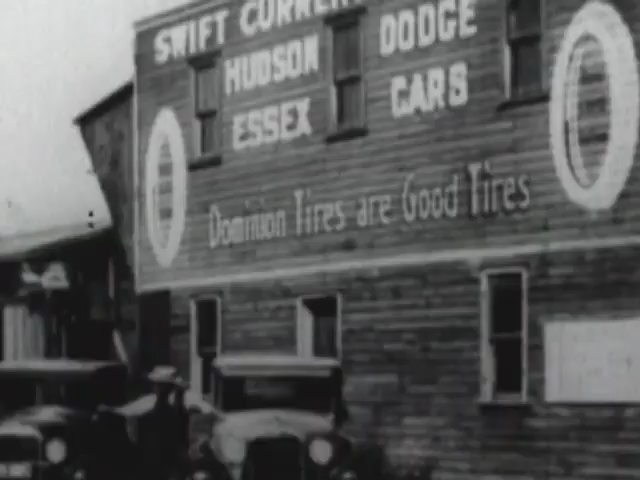 SWIFT CURRENT
HUDSON
ESSEX
DODGE
CARS
Dominion Tires are Good Tires